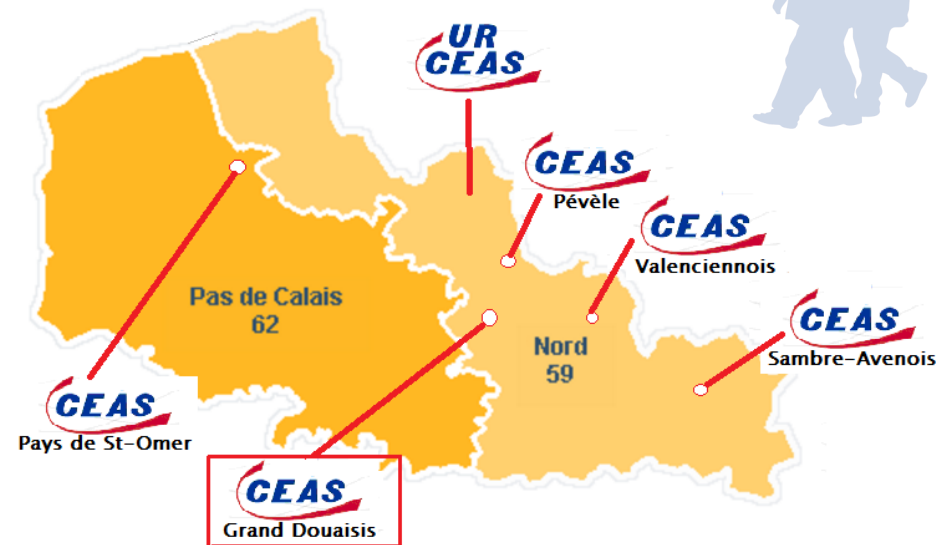 UR
CEAS
CEAS
Pévèle
CEAS
Valenciennois
CEAS
Sambre-Avenois
Pas de Calais
62
Nord
59
CEAS
Pays de St-Omer
CEAS
Grand Douaisis